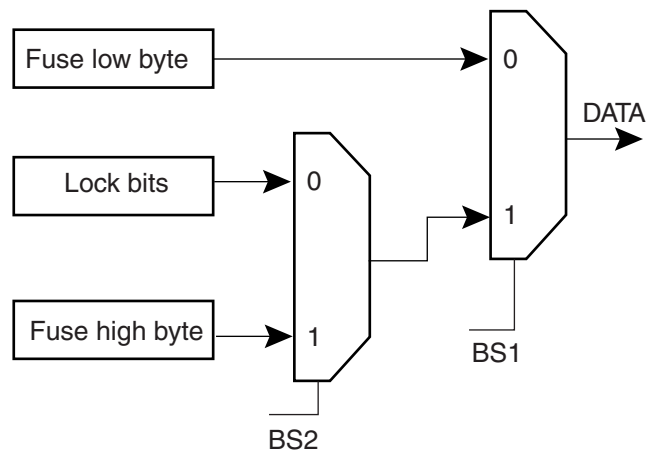 Fuse low byte
0
DATA
Lock bits
0
1
Fuse high byte
1
BS1
BS2